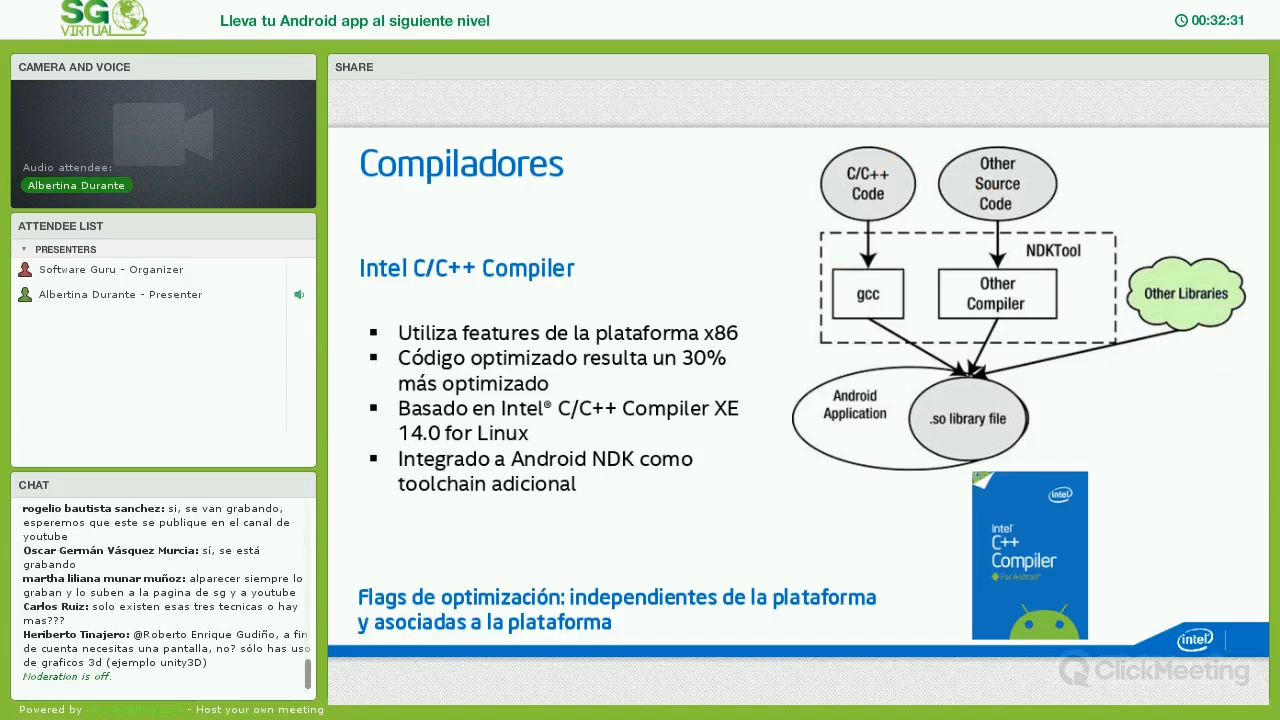 SG
VIRTUAL
Lleva tu Android app al siguiente nivel
00:32:31
CAMERA AND VOICE
Audio attendee:
Albertina Durante
ATTENDEE LIST
PRESENTERS
Software Guru - Organizer
Albertina Durante - Presenter
CHAT
rogelio bautista sanchez: si, se van grabando,
esperemos que este se publique en el canal de
youtube
Oscar Germán Vásquez Murcia: sí, se está
grabando
martha liliana munar muñoz: alparecer siempre lo
graban y lo suben a la pagina de sg y a youtube
Carlos Ruiz: solo existen esas tres tecnicas o hay
mas???
Heriberto Tinajero: @Roberto Enrique Gudiño, a fin
de cuenta necesitas una pantalla, no? sólo has uso
de graficos 3d (ejemplo unity3D)
Moderation is off.
Powered by - Host your own meeting
SHARE
Compiladores
Intel C/C++ Compiler
▪ Utiliza features de la plataforma x86
▪ Código optimizado resulta un 30%
más optimizado
▪ Basado en Intel® C/C++ Compiler XE
14.0 for Linux
▪ Integrado a Android NDK como
toolchain adicional
Flags de optimización: independientes de la plataforma
y asociadas a la plataforma
C/C++
Code
Other
Source
Code
NDKTool
gcc
Other
Compiler
Other Libraries
Android
Application
.so library file
intel
Intel®
C++
Compiler
For Android™
intel
ClickMeeting